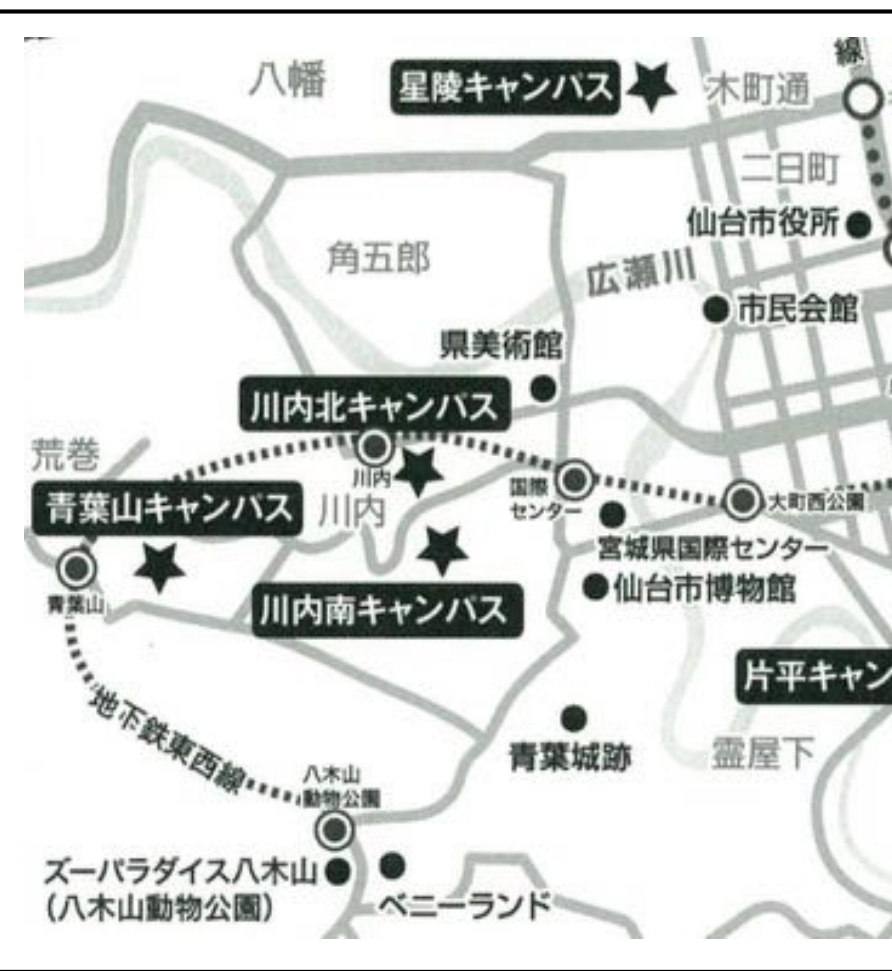 線
八幡
星陵キャンパス
木町通
二日町
仙台市役所
角五郎
広瀬川
市民会館
県美術館
川内北キャンパス
荒巻
川内
国際
センター
青葉山キャンパス
川内
大町西公園
宮城県国際センター
青葉山
川内南キャンパス
仙台市博物館
片平キャン
地下鉄東西線
青葉城跡
霊屋下
八木山
動物公園
ズーパラダイス八木山
(八木山動物公園)
ベニーランド